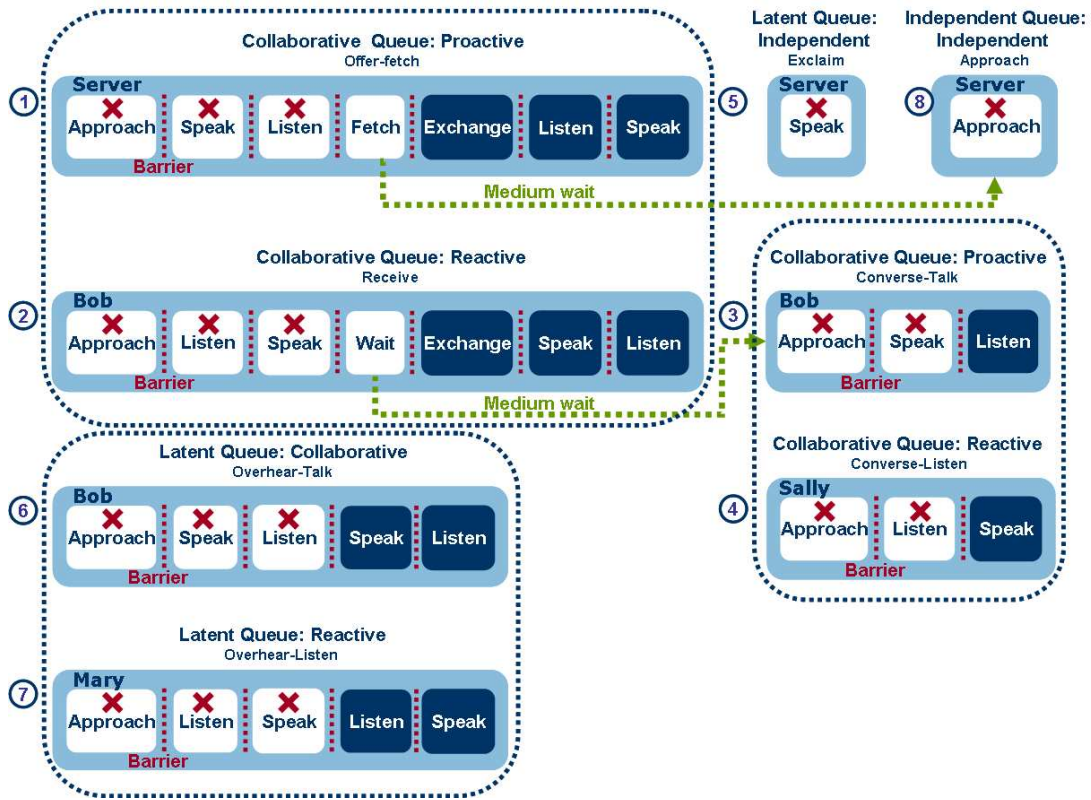 Collaborative Queue: Proactive
Offer-fetch
1
Server
Approach
Speak
Listen
Fetch
Exchange
Listen
Speak
Barrier
Medium wait
Collaborative Queue: Reactive
Receive
2
Bob
Approach
Listen
Speak
Wait
Exchange
Speak
Listen
Barrier
Medium wait
Latent Queue:
Independent
Exclaim
5
Server
Speak
Independent Queue:
Independent
Approach
8
Server
Approach
Collaborative Queue: Proactive
Converse-Talk
3
Bob
Approach
Speak
Listen
Barrier
Collaborative Queue: Reactive
Converse-Listen
4
Sally
Approach
Listen
Speak
Barrier
Latent Queue: Collaborative
Overhear-Talk
6
Bob
Approach
Speak
Listen
Speak
Listen
Barrier
Latent Queue: Reactive
Overhear-Listen
7
Mary
Approach
Listen
Speak
Listen
Speak
Barrier